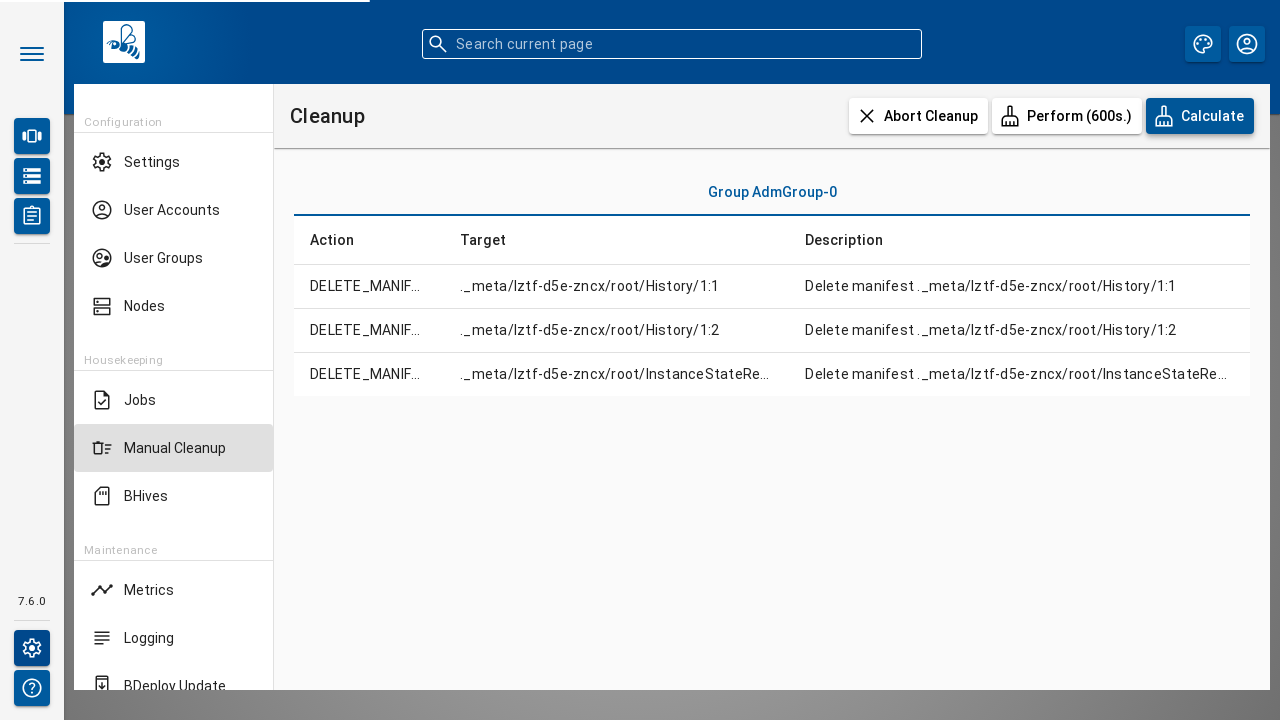 Search current page
Configuration
Settings
User Accounts
User Groups
Nodes
Housekeeping
Jobs
Manual Cleanup
BHives
Maintenance
Metrics
Logging
BDeploy Update
7.6.0
Cleanup
Abort Cleanup
Perform (600s.)
Calculate
Group AdmGroup-0
Action Target Description
DELETE_MANIF... ._meta/lztf-d5e-zncx/root/History/1:1 Delete manifest ._meta/lztf-d5e-zncx/root/History/1:1
DELETE_MANIF... ._meta/lztf-d5e-zncx/root/History/1:2 Delete manifest ._meta/lztf-d5e-zncx/root/History/1:2
DELETE_MANIF... ._meta/lztf-d5e-zncx/root/InstanceStateRe... Delete manifest ._meta/lztf-d5e-zncx/root/InstanceStateRe...